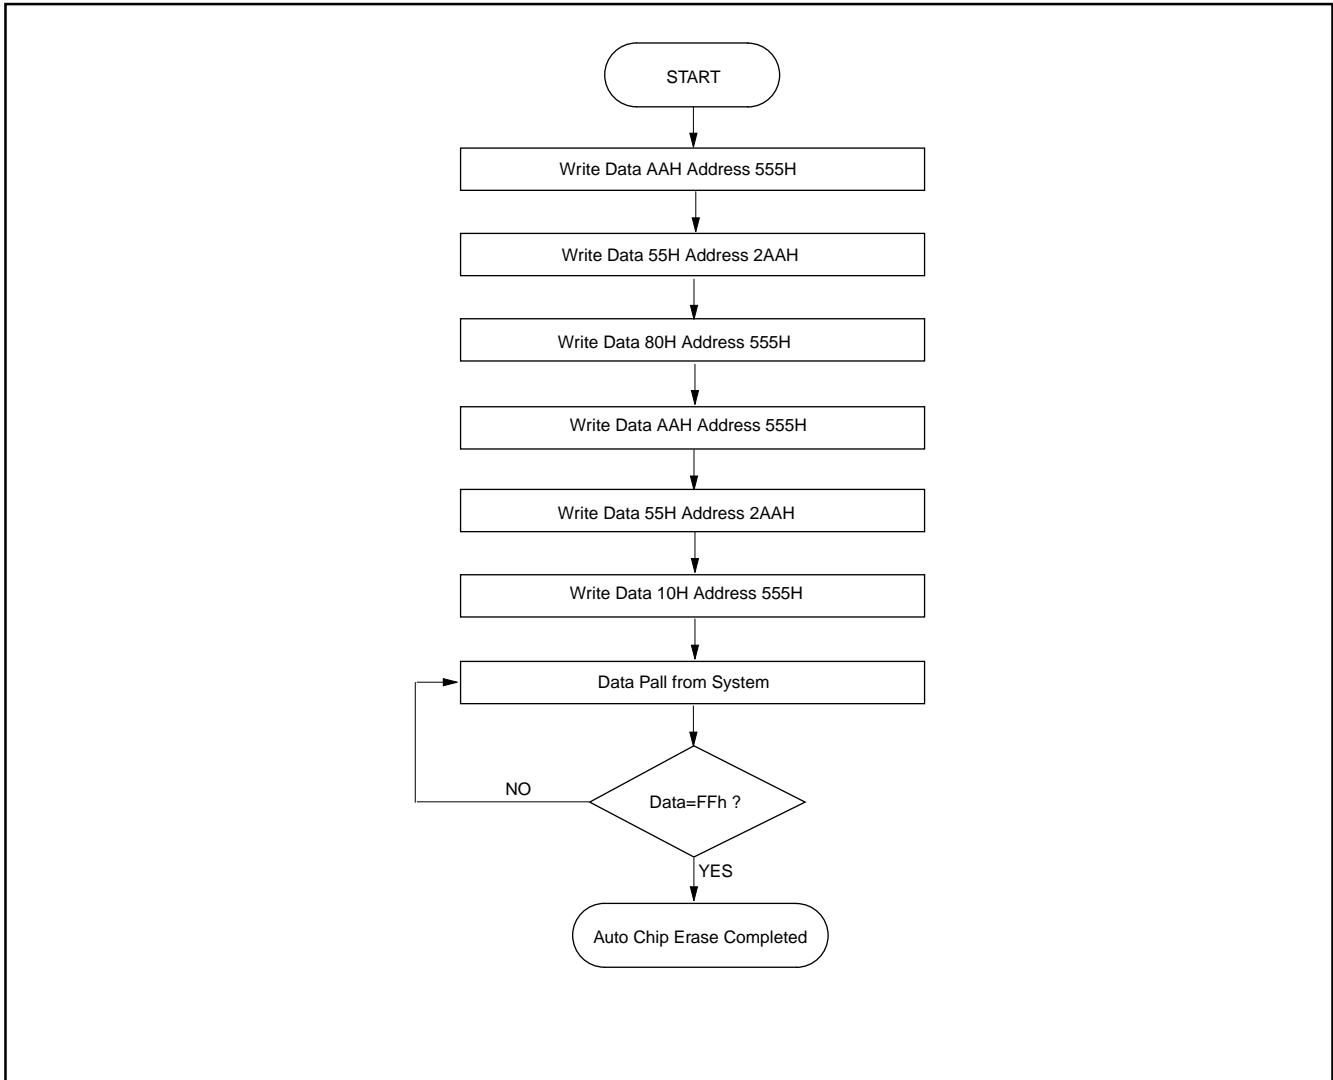 START
Write Data AAH Address 555H
Write Data 55H Address 2AAH
Write Data 80H Address 555H
Write Data AAH Address 555H
Write Data 55H Address 2AAH
Write Data 10H Address 555H
Data Pall from System
NO
Data=FFh ?
YES
Auto Chip Erase Completed